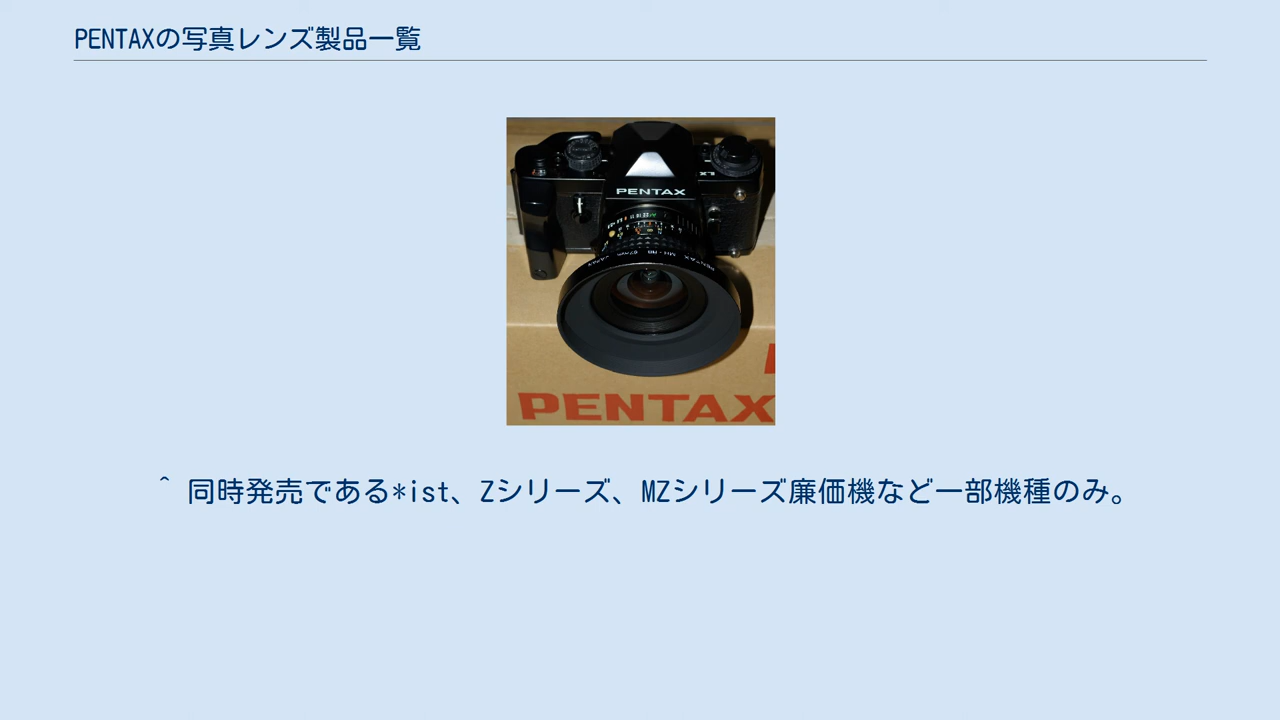 PENTAXの写真レンズ製品一覧
PENTAX
LX
PENTAX
^ 同時発売である*ist、Zシリーズ、MZシリーズ廉価機など一部機種のみ。